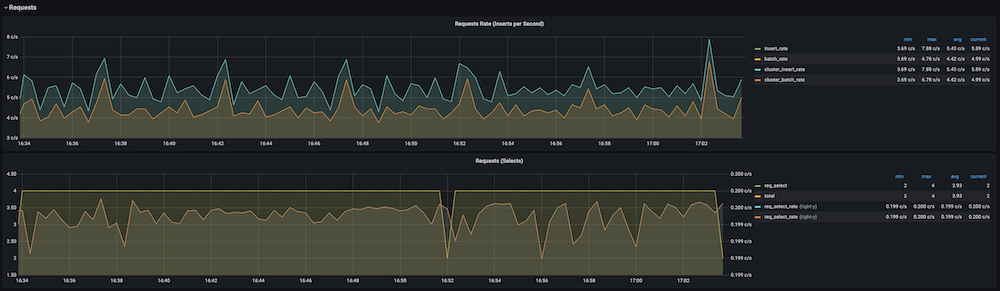 Requests
Requests Rate (Inserts per Second)
min max avg current
8 c/s
7 c/s
6 c/s
5 c/s
4 c/s
3 c/s
16:34 16:36 16:38 16:40 16:42 16:44 16:46 16:48 16:50 16:52 16:54 16:56 16:58 17:00 17:02
insert_rate 3.69 c/s 7.88 c/s 5.43 c/s 5.89 c/s
batch_rate 3.69 c/s 6.78 c/s 4.42 c/s 4.99 c/s
cluster_insert_rate 3.69 c/s 7.88 c/s 5.43 c/s 5.89 c/s
cluster_batch_rate 3.69 c/s 6.78 c/s 4.42 c/s 4.99 c/s
Requests (Selects)
min max avg current
4.50
4
3.50
3
2.50
2
1.50
0.200 c/s
0.200 c/s
0.200 c/s
0.199 c/s
0.199 c/s
0.199 c/s
0.199 c/s
16:34 16:36 16:38 16:40 16:42 16:44 16:46 16:48 16:50 16:52 16:54 16:56 16:58 17:00 17:02
req_select 2 4 3.93 2
total 2 4 3.93 2
req_select_rate (right-y) 0.199 c/s 0.200 c/s 0.199 c/s 0.200 c/s
req_select_rate (right-y) 0.199 c/s 0.200 c/s 0.199 c/s 0.200 c/s